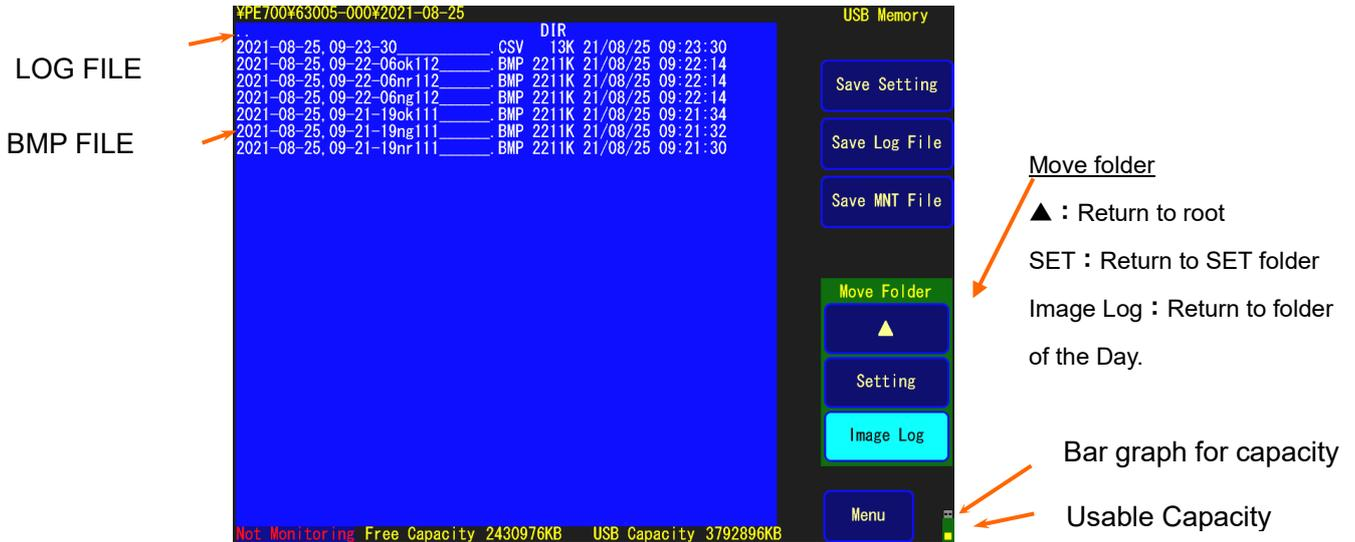 ¥PE700¥63005-000¥2021-08-25
USB Memory
.. DIR
2021-08-25,09-23-30___________.CSV 13K 21/08/25 09:23:30
2021-08-25,09-22-06ok112______.BMP 2211K 21/08/25 09:22:14
2021-08-25,09-22-06nr112______.BMP 2211K 21/08/25 09:22:14
2021-08-25,09-22-06ng112______.BMP 2211K 21/08/25 09:22:14
2021-08-25,09-21-19ok111______.BMP 2211K 21/08/25 09:21:34
2021-08-25,09-21-19ng111______.BMP 2211K 21/08/25 09:21:32
2021-08-25,09-21-19nr111______.BMP 2211K 21/08/25 09:21:30
LOG FILE
BMP FILE
Save Setting
Save Log File
Save MNT File
Move Folder
▲
Setting
Image Log
Menu
Not Monitoring Free Capacity 2430976KB USB Capacity 3792896KB
Move folder
▲：Return to root
SET：Return to SET folder
Image Log：Return to folder
of the Day.
Bar graph for capacity
Usable Capacity